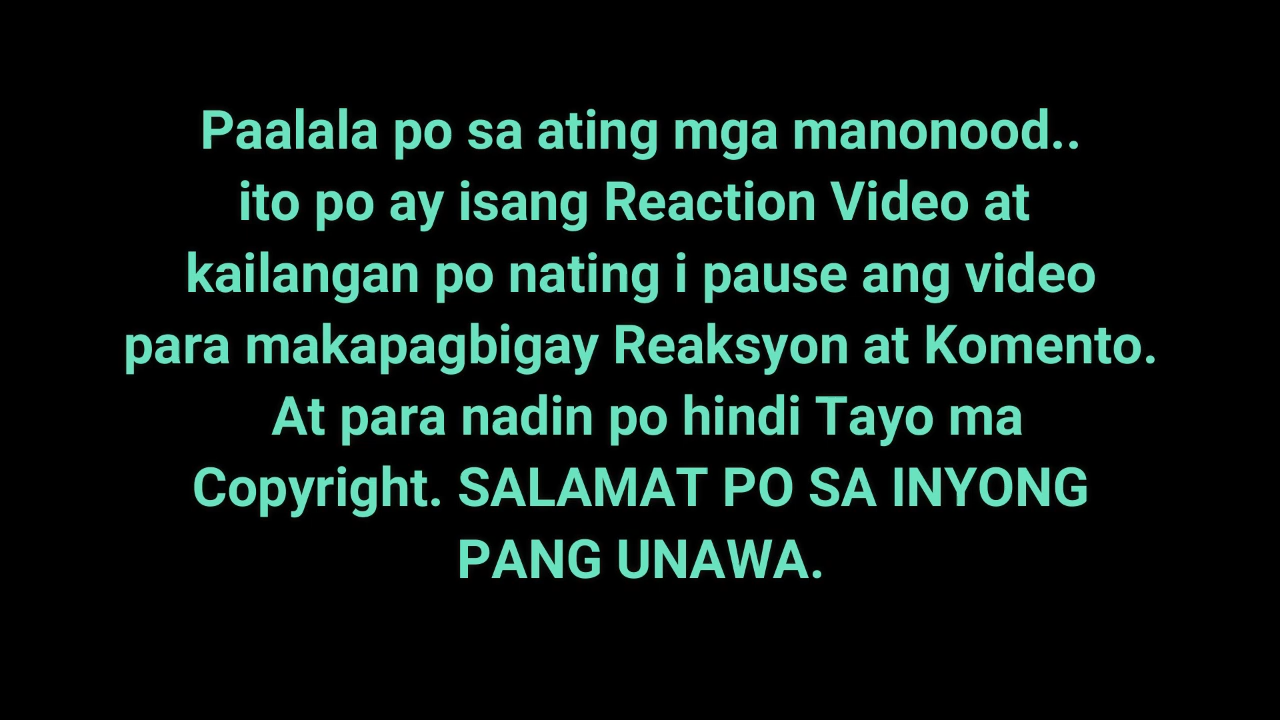 Paalala po sa ating mga manonood..
ito po ay isang Reaction Video at
kailangan po nating i pause ang video
para makapagbigay Reaksyon at Komento.
At para nadin po hindi Tayo ma
Copyright. SALAMAT PO SA INYONG
PANG UNAWA.